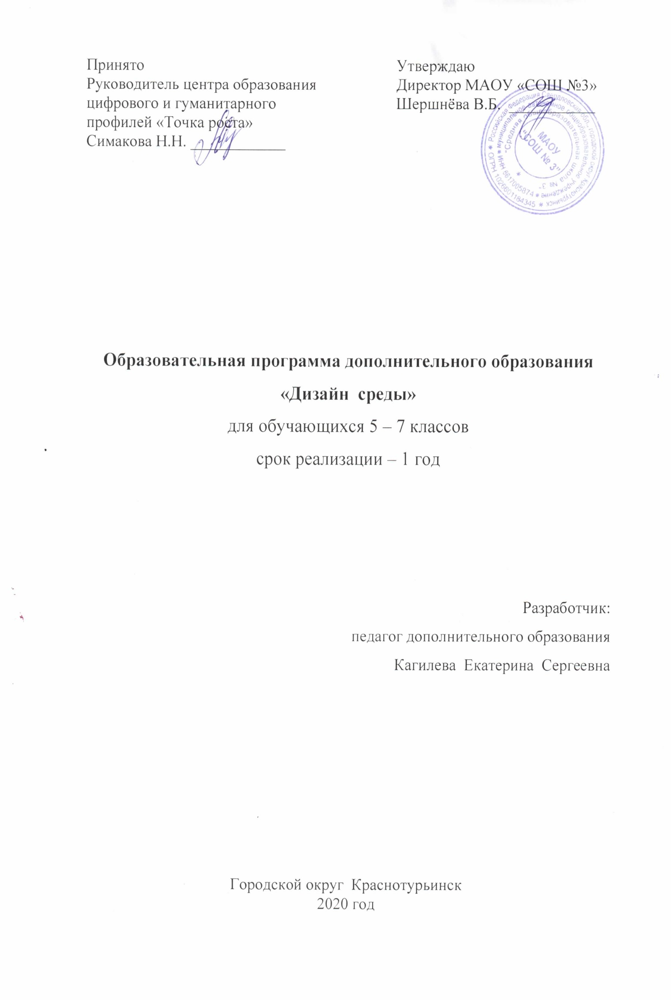 Принято
Руководитель центра образования
цифрового и гуманитарного
профилей «Точка роста»
Симакова Н.Н.
Утверждаю
Директор МАОУ «СОШ №3»
Шершнёва В.Б.
Российская Федерация Свердловская обл., городской округ Краснотурьинск * ОГРН 1026601184345 *
муниципальное автономное общеобразовательное учреждение * ИНН 6617005874 *
"Средняя общеобразовательная школа № 3" *
МАОУ
"СОШ № 3"
Образовательная программа дополнительного образования
«Дизайн среды»
для обучающихся 5 – 7 классов
срок реализации – 1 год
Разработчик:
педагог дополнительного образования
Кагилева Екатерина Сергеевна
Городской округ Краснотурьинск
2020 год